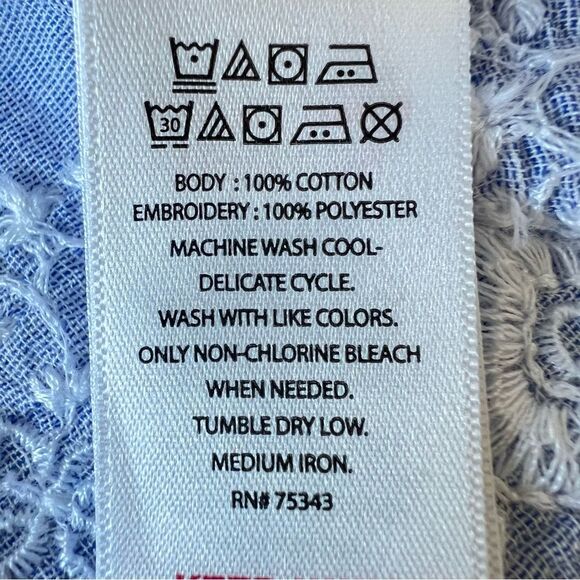 30
BODY : 100% COTTON
EMBROIDERY : 100% POLYESTER
MACHINE WASH COOL-
DELICATE CYCLE.
WASH WITH LIKE COLORS.
ONLY NON-CHLORINE BLEACH
WHEN NEEDED.
TUMBLE DRY LOW.
MEDIUM IRON.
RN# 75343